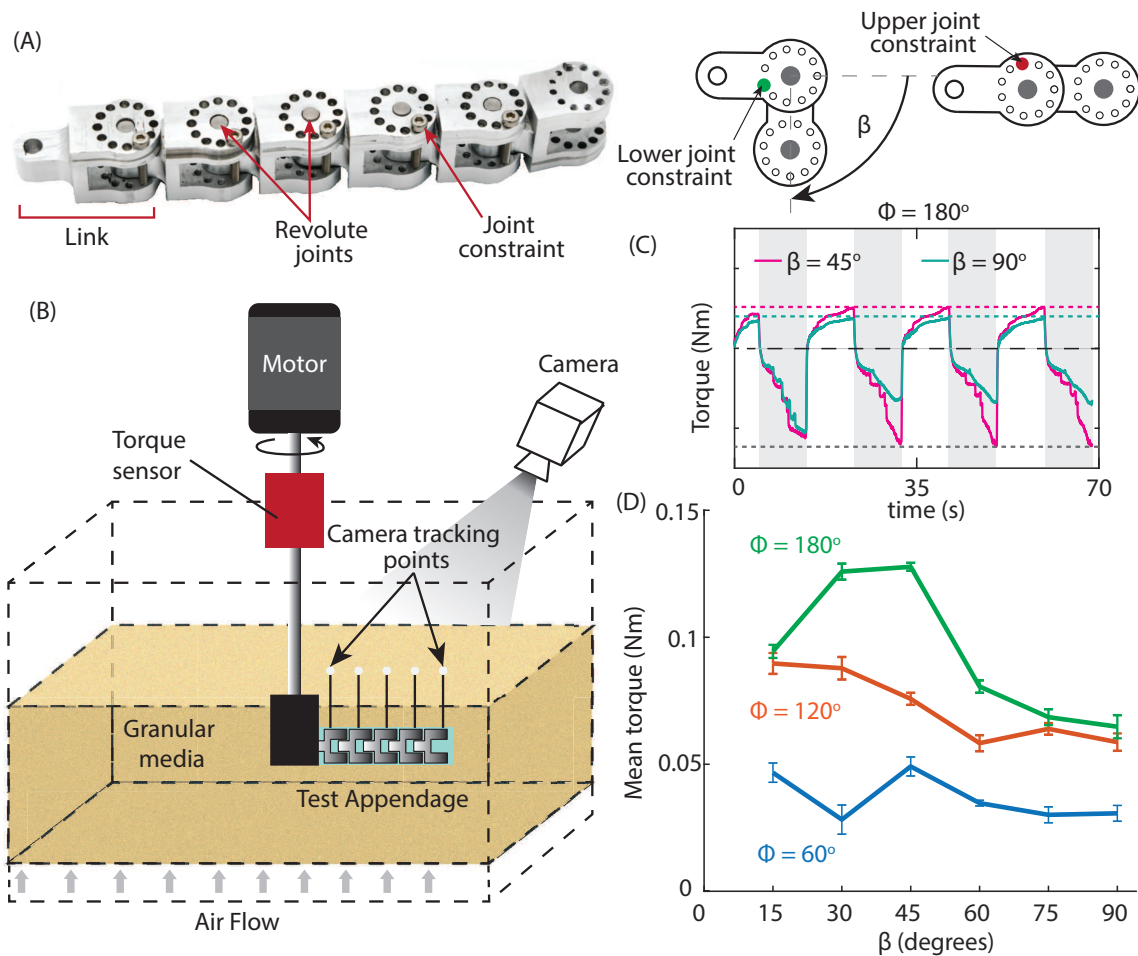 (A)
Link
Revolute
joints
Joint
constraint
Upper joint
constraint
Lower joint
constraint
β
Φ = 180°
(B)
Motor
Torque
sensor
Camera
Camera tracking
points
Granular
media
Test Appendage
Air Flow
(C)
β = 45°
β = 90°
Torque (Nm)
0
35
70
time (s)
(D)
0.15
0.1
0.05
0
Mean torque (Nm)
Φ = 180°
Φ = 120°
Φ = 60°
0
15
30
45
60
75
90
β (degrees)